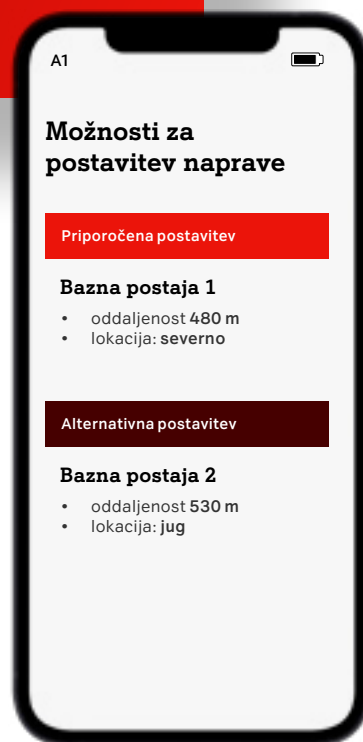 A1
Možnosti za
postavitev naprave
Priporočena postavitev
Bazna postaja 1
• oddaljenost 480 m
• lokacija: severno
Alternativna postavitev
Bazna postaja 2
• oddaljenost 530 m
• lokacija: jug